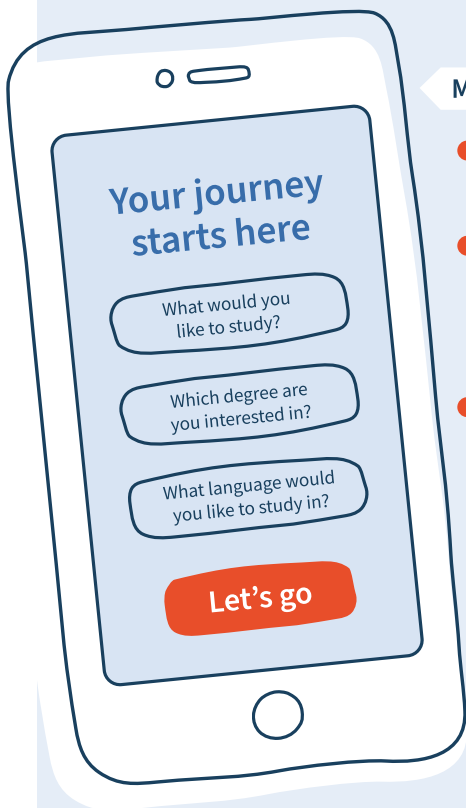 Your journey
starts here
What would you
like to study?
Which degree are
you interested in?
What language would
you like to study in?
Let's go
M